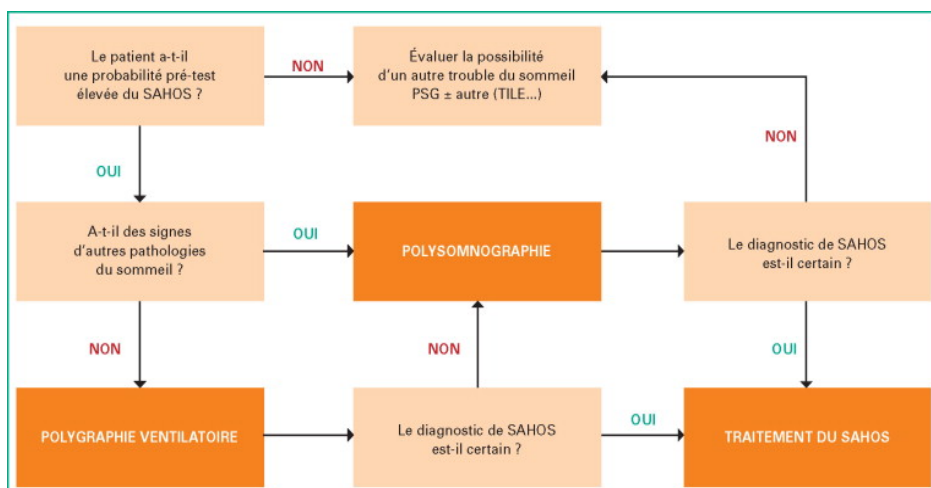 Le patient a-t-il
une probabilité pré-test
élevée du SAHOS ?
NON
Évaluer la possibilité
d'un autre trouble du sommeil
PSG ± autre (TILE...)
OUI
NON
A-t-il des signes
d'autres pathologies
du sommeil ?
OUI
POLYSOMNOGRAPHIE
Le diagnostic de SAHOS
est-il certain ?
NON
NON
OUI
POLYGRAPHIE VENTILATOIRE
Le diagnostic de SAHOS
est-il certain ?
OUI
TRAITEMENT DU SAHOS